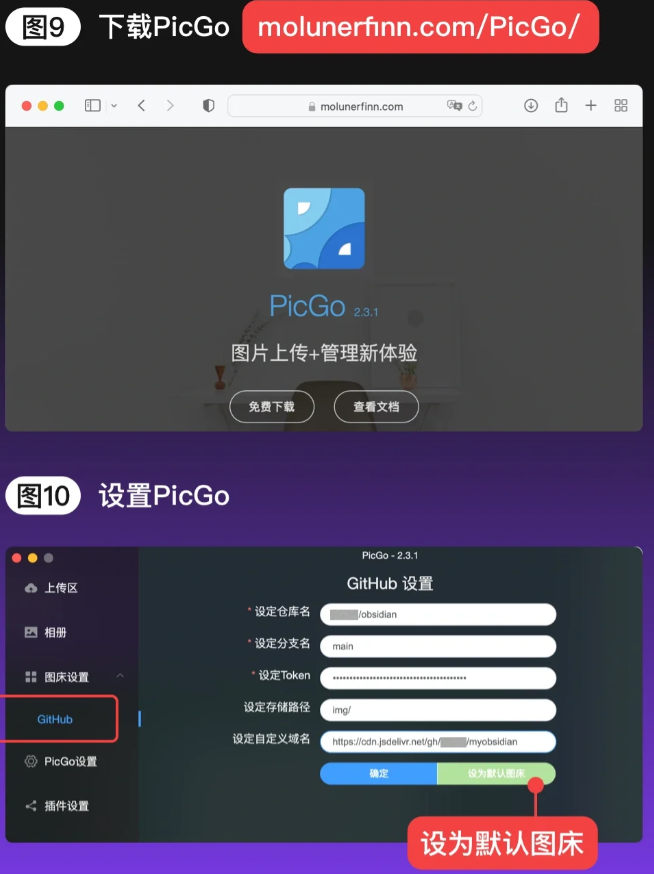 图9 下载PicGo molunerfinn.com/PicGo/
molunerfinn.com
PicGo 2.3.1
图片上传+管理新体验
免费下载 查看文档
图10 设置PicGo
PicGo - 2.3.1
上传区
GitHub 设置
* 设定仓库名 /obsidian
相册
* 设定分支名 main
图床设置
* 设定Token ••••••••••••••••••••••••••••••••••••••••
设定存储路径 img/
GitHub
设定自定义域名 https://cdn.jsdelivr.net/gh/ /myobsidian
PicGo设置
确定 设为默认图床
插件设置
设为默认图床